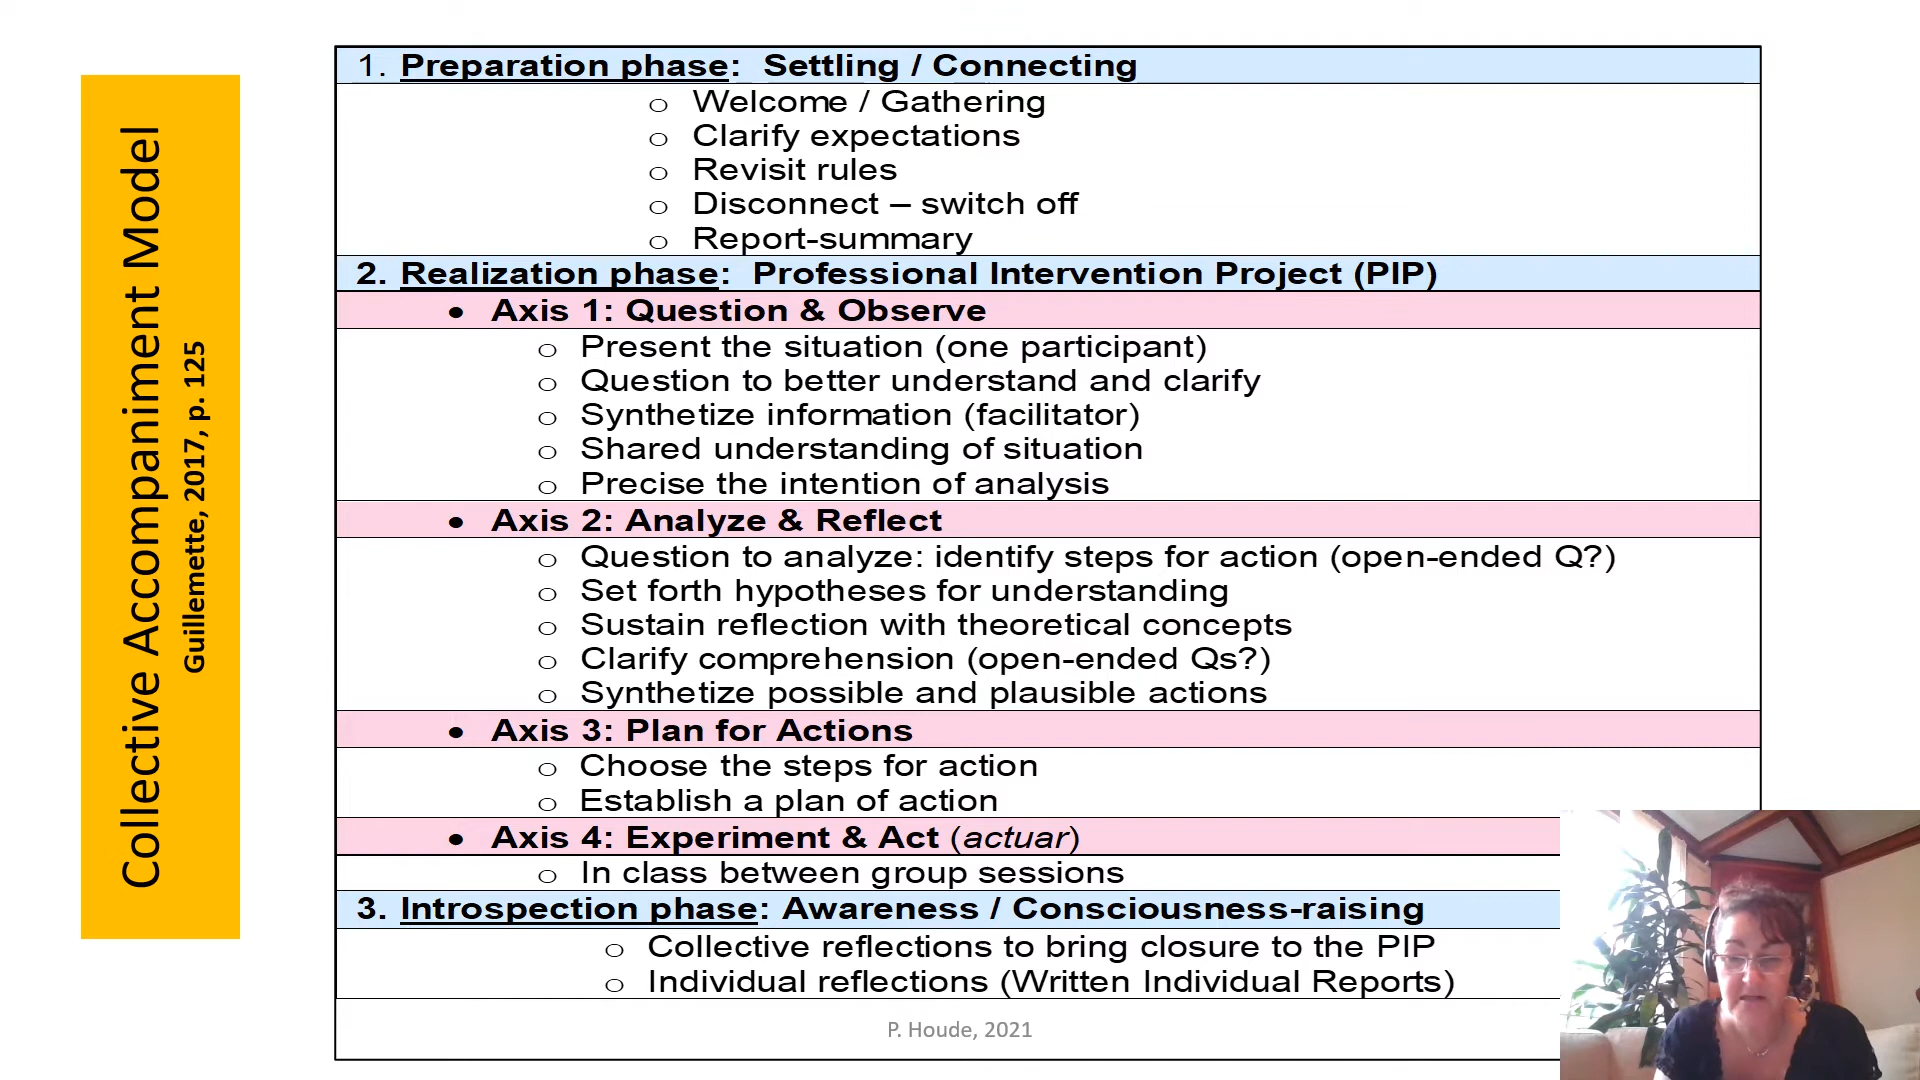 Collective Accompaniment Model
Guillemette, 2017, p. 125
1. Preparation phase: Settling / Connecting
o Welcome / Gathering
o Clarify expectations
o Revisit rules
o Disconnect – switch off
o Report-summary
2. Realization phase: Professional Intervention Project (PIP)
• Axis 1: Question & Observe
o Present the situation (one participant)
o Question to better understand and clarify
o Synthetize information (facilitator)
o Shared understanding of situation
o Precise the intention of analysis
• Axis 2: Analyze & Reflect
o Question to analyze: identify steps for action (open-ended Q?)
o Set forth hypotheses for understanding
o Sustain reflection with theoretical concepts
o Clarify comprehension (open-ended Qs?)
o Synthetize possible and plausible actions
• Axis 3: Plan for Actions
o Choose the steps for action
o Establish a plan of action
• Axis 4: Experiment & Act (actuar)
o In class between group sessions
3. Introspection phase: Awareness / Consciousness-raising
o Collective reflections to bring closure to the PIP
o Individual reflections (Written Individual Reports)
P. Houde, 2021